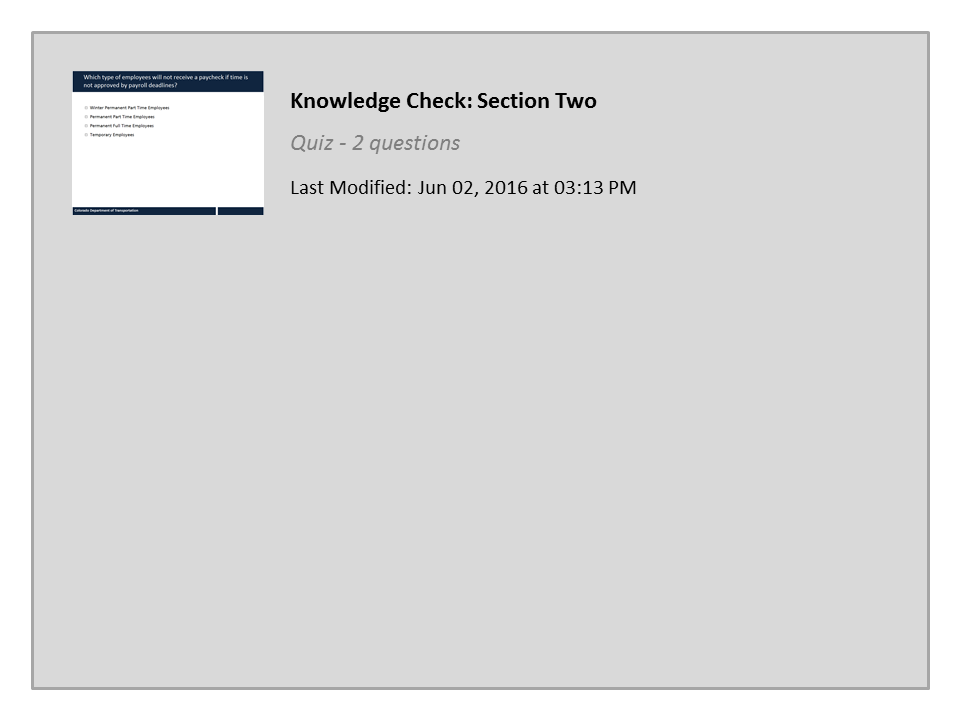 Which type of employees will not receive a paycheck if time is
not approved by payroll deadlines?
Winter Permanent Part Time Employees
Permanent Part Time Employees
Permanent Full Time Employees
Temporary Employees
Colorado Department of Transportation
Knowledge Check: Section Two
Quiz - 2 questions
Last Modified: Jun 02, 2016 at 03:13 PM